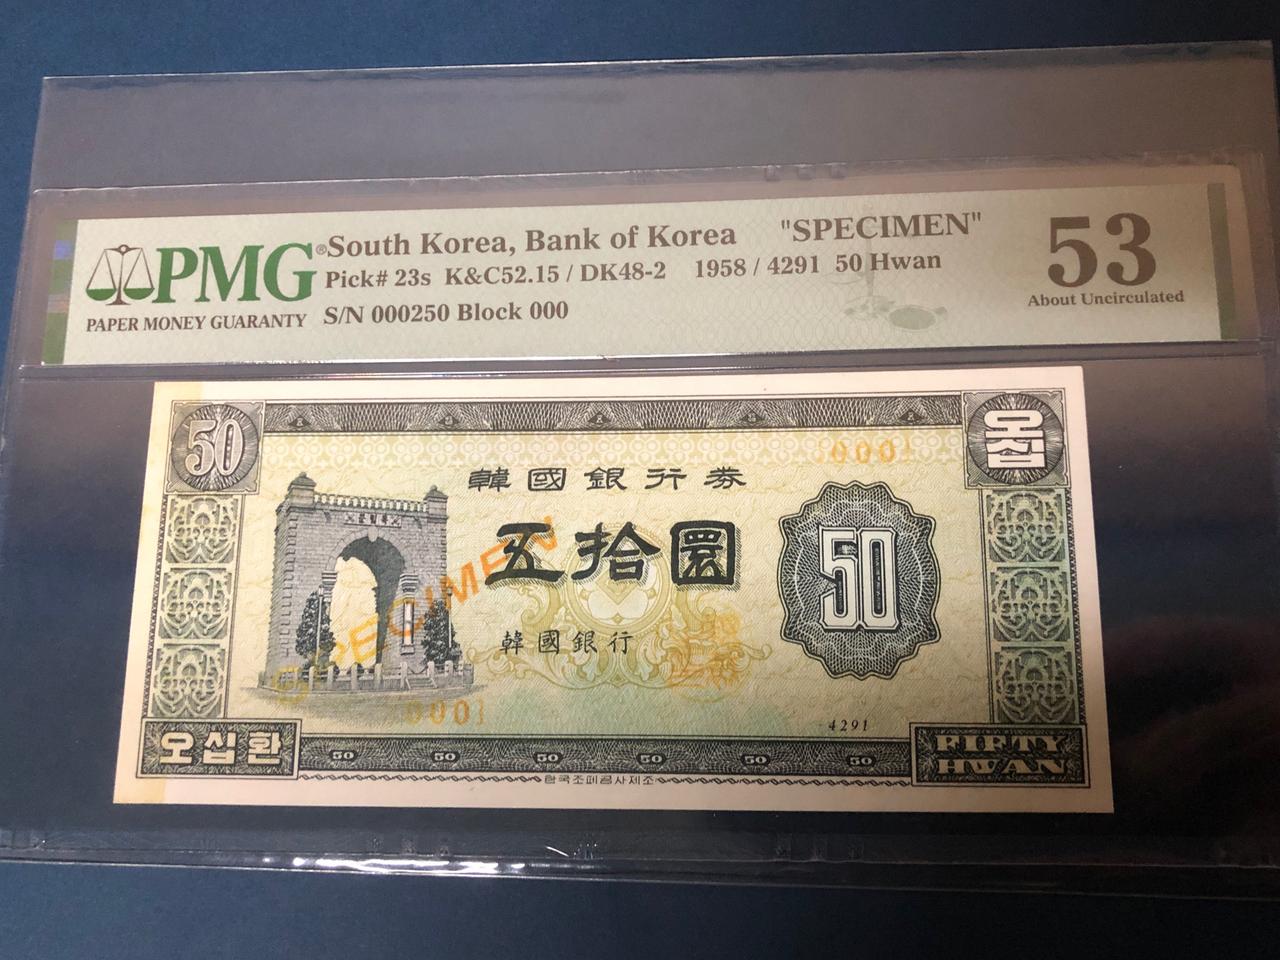 PMG®
PAPER MONEY GUARANTY
South Korea, Bank of Korea "SPECIMEN"
Pick# 23s K&C52.15 / DK48-2 1958 / 4291 50 Hwan
S/N 000250 Block 000
53
About Uncirculated
50
오십
0001
韓國銀行券
五拾圜
50
SPECIMEN
韓國銀行
0001
4291
오십환
50 50 50 50 50 50
FIFTY
HWAN
한국조폐공사제조